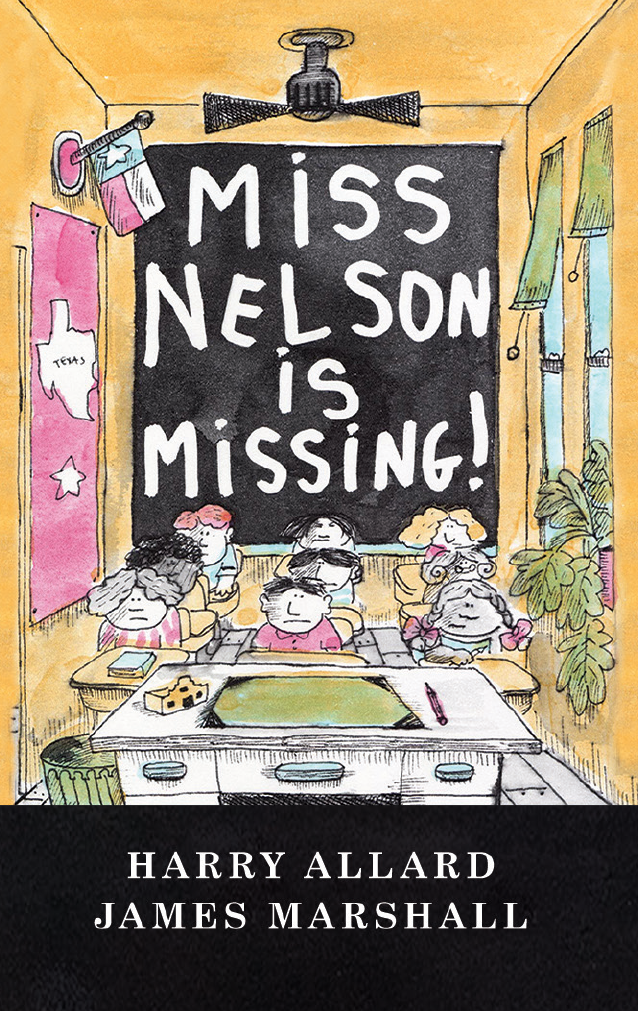 MiSS
NELSON
iS
MiSSiNG!
TEXAS
HARRY ALLARD
JAMES MARSHALL